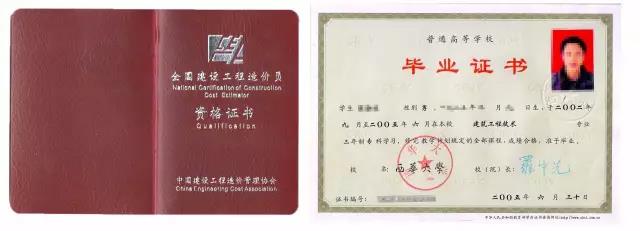 全国建设工程造价员
National Certification of Construction
Cost Estimator
资格证书
Qualification
中国建设工程造价管理协会
China Engineering Cost Association
普通高等学校
毕业证书
学生 性别 男， 日生，于二〇〇二年
九月至二〇〇五年六月在本校 建筑工程技术 专业
三年制专科学习，修完教学计划规定的全部课程，成绩合格，准予毕业。
校 名： 西华大学 校（院）长：
证书编号： 二〇〇五年六月三十日